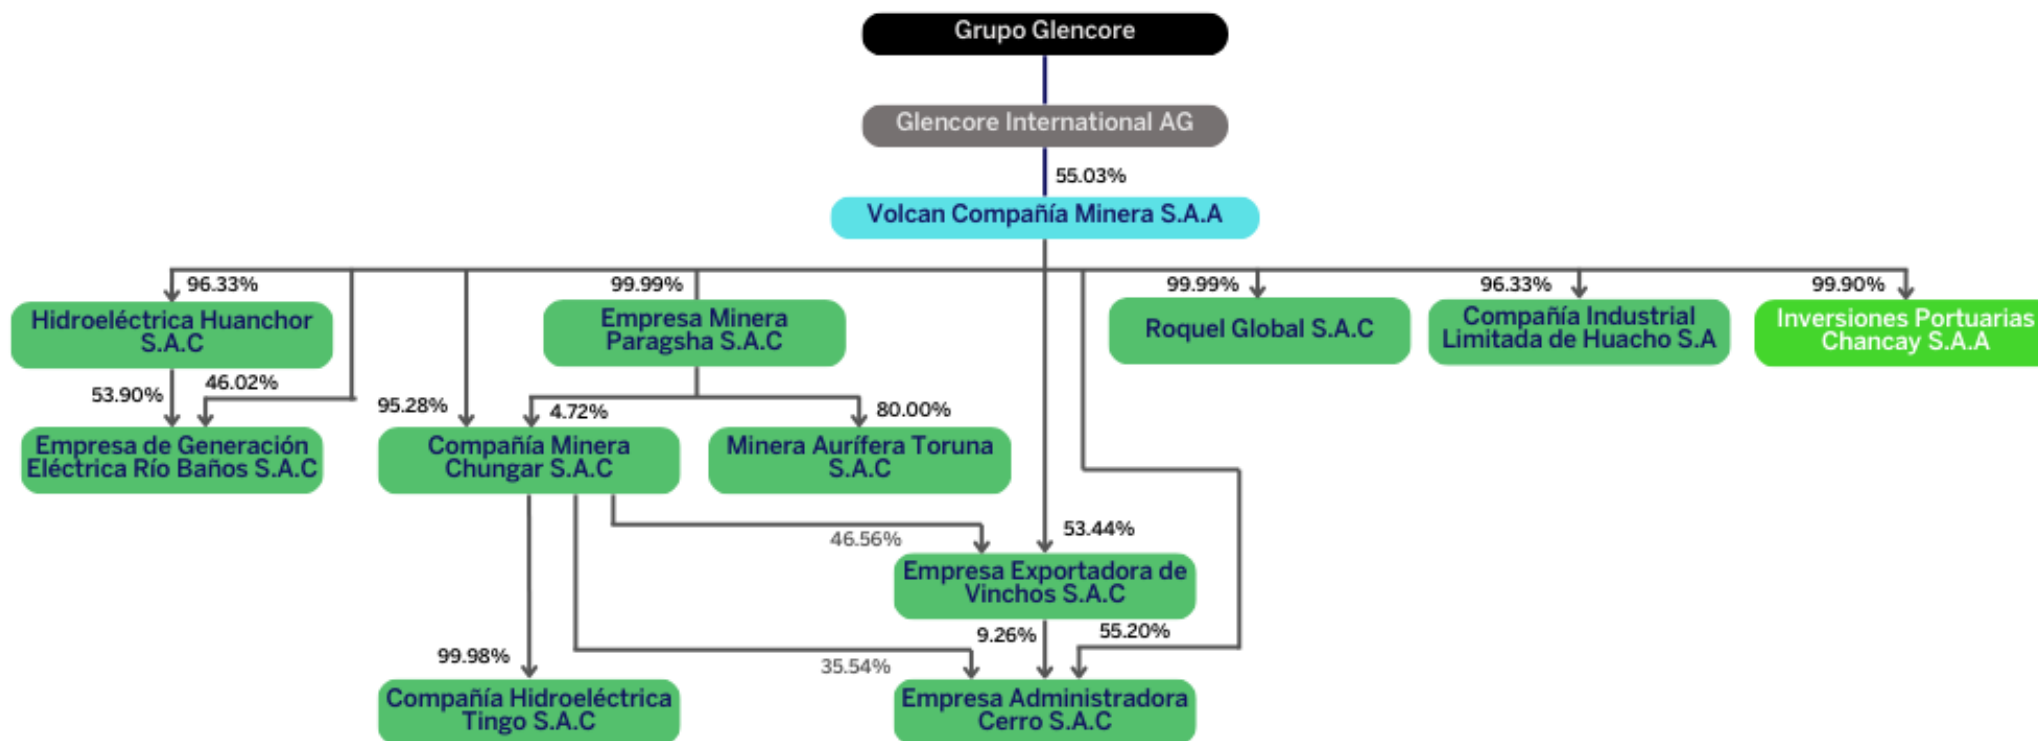 Grupo Glencore
Glencore International AG
55.03%
Volcan Compañía Minera S.A.A
96.33%
99.99%
99.99%
96.33%
99.90%
Hidroeléctrica Huanchor
S.A.C
Empresa Minera
Paragsha S.A.C
Roquel Global S.A.C
Compañía Industrial
Limitada de Huacho S.A
Inversiones Portuarias
Chancay S.A.A
53.90%
46.02%
95.28%
4.72%
80.00%
Empresa de Generación
Eléctrica Río Baños S.A.C
Compañía Minera
Chungar S.A.C
Minera Aurífera Toruna
S.A.C
46.56%
53.44%
Empresa Exportadora de
Vinchos S.A.C
99.98%
35.54%
9.26%
55.20%
Compañía Hidroeléctrica
Tingo S.A.C
Empresa Administradora
Cerro S.A.C